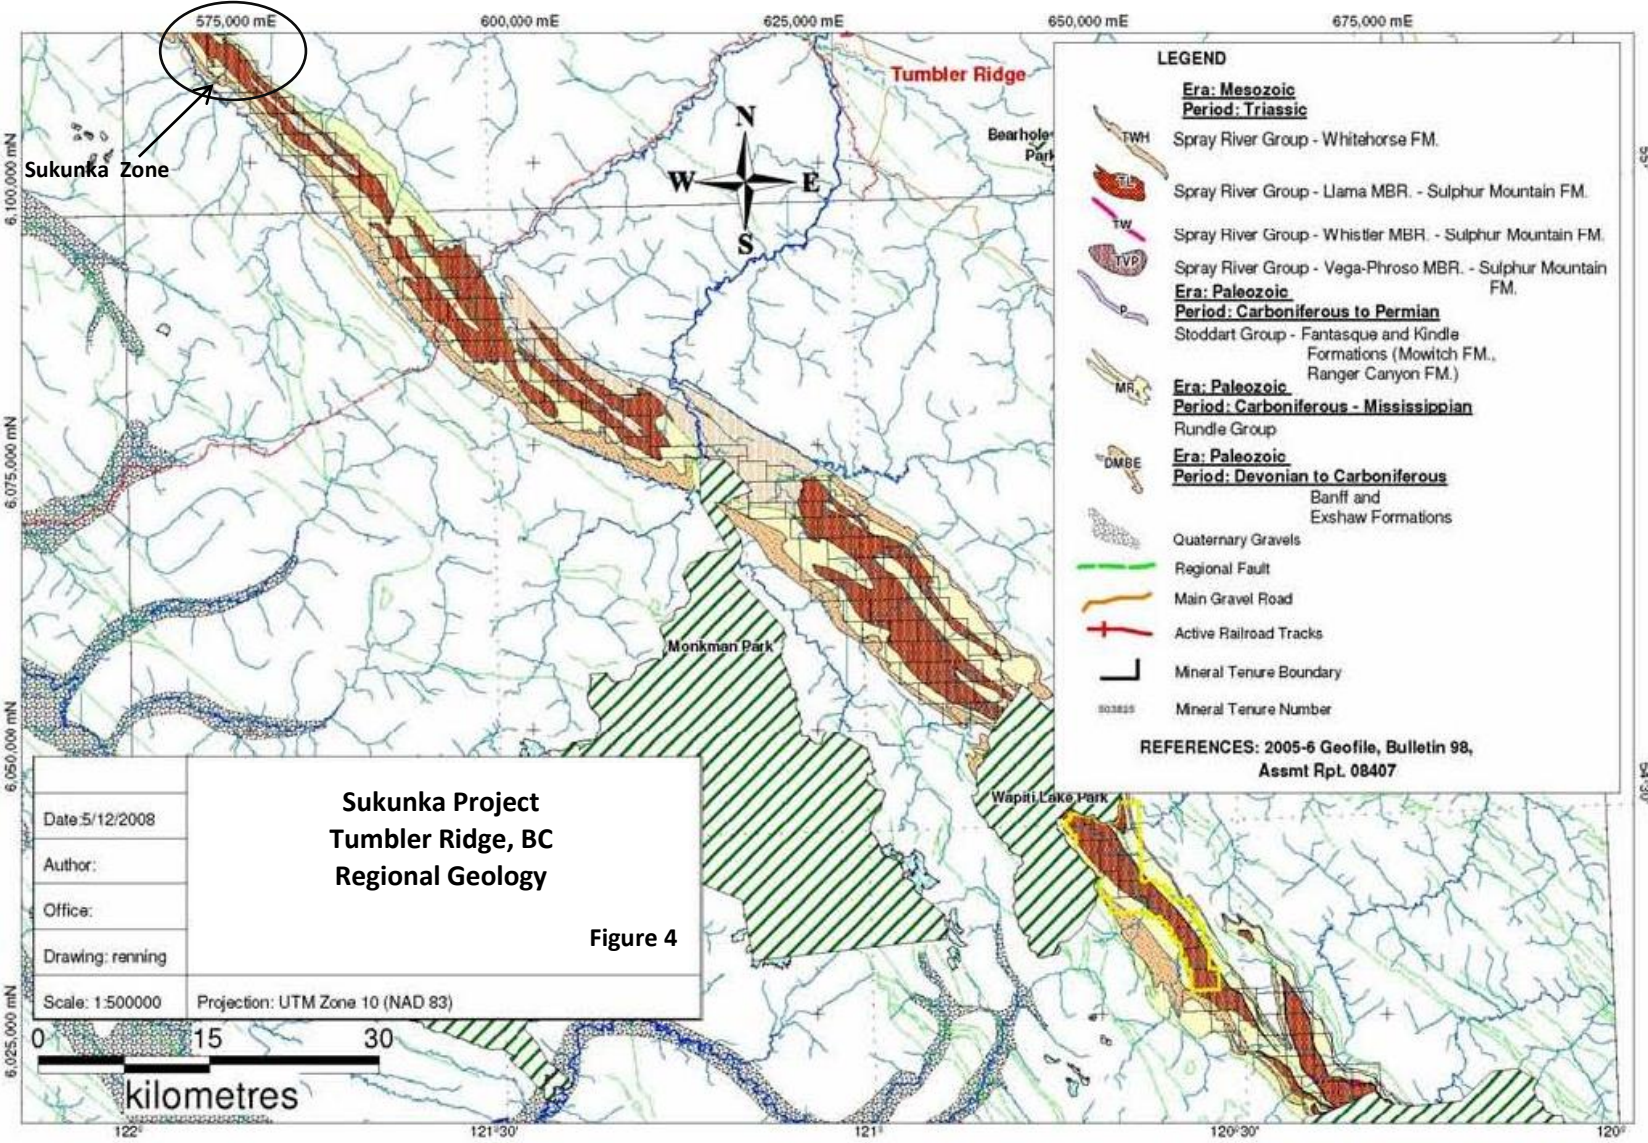 575,000 mE
600,000 mE
625,000 mE
650,000 mE
675,000 mE
6,100,000 mN
6,075,000 mN
6,050,000 mN
6,025,000 mN
55°
54°30'
Sukunka Zone
Tumbler Ridge
Bearhole
Park
N
W
E
S
Monkman Park
Wapiti Lake Park
LEGEND
Era: Mesozoic
Period: Triassic
TWH
Spray River Group - Whitehorse FM.
TL
Spray River Group - Llama MBR. - Sulphur Mountain FM.
TW
Spray River Group - Whistler MBR. - Sulphur Mountain FM.
TVP
Spray River Group - Vega-Phroso MBR. - Sulphur Mountain
FM.
Era: Paleozoic
Period: Carboniferous to Permian
P
Stoddart Group - Fantasque and Kindle
Formations (Mowitch FM.,
Ranger Canyon FM.)
MR
Era: Paleozoic
Period: Carboniferous - Mississippian
Rundle Group
DMBE
Era: Paleozoic
Period: Devonian to Carboniferous
Banff and
Exshaw Formations
Quaternary Gravels
Regional Fault
Main Gravel Road
Active Railroad Tracks
Mineral Tenure Boundary
503825
Mineral Tenure Number
REFERENCES: 2005-6 Geofile, Bulletin 98,
Assmt Rpt. 08407
Date:5/12/2008
Author:
Office:
Drawing: renning
Scale: 1:500000
Sukunka Project
Tumbler Ridge, BC
Regional Geology
Figure 4
Projection: UTM Zone 10 (NAD 83)
0
15
30
kilometres
122°
121°30'
121°
120°30'
120°